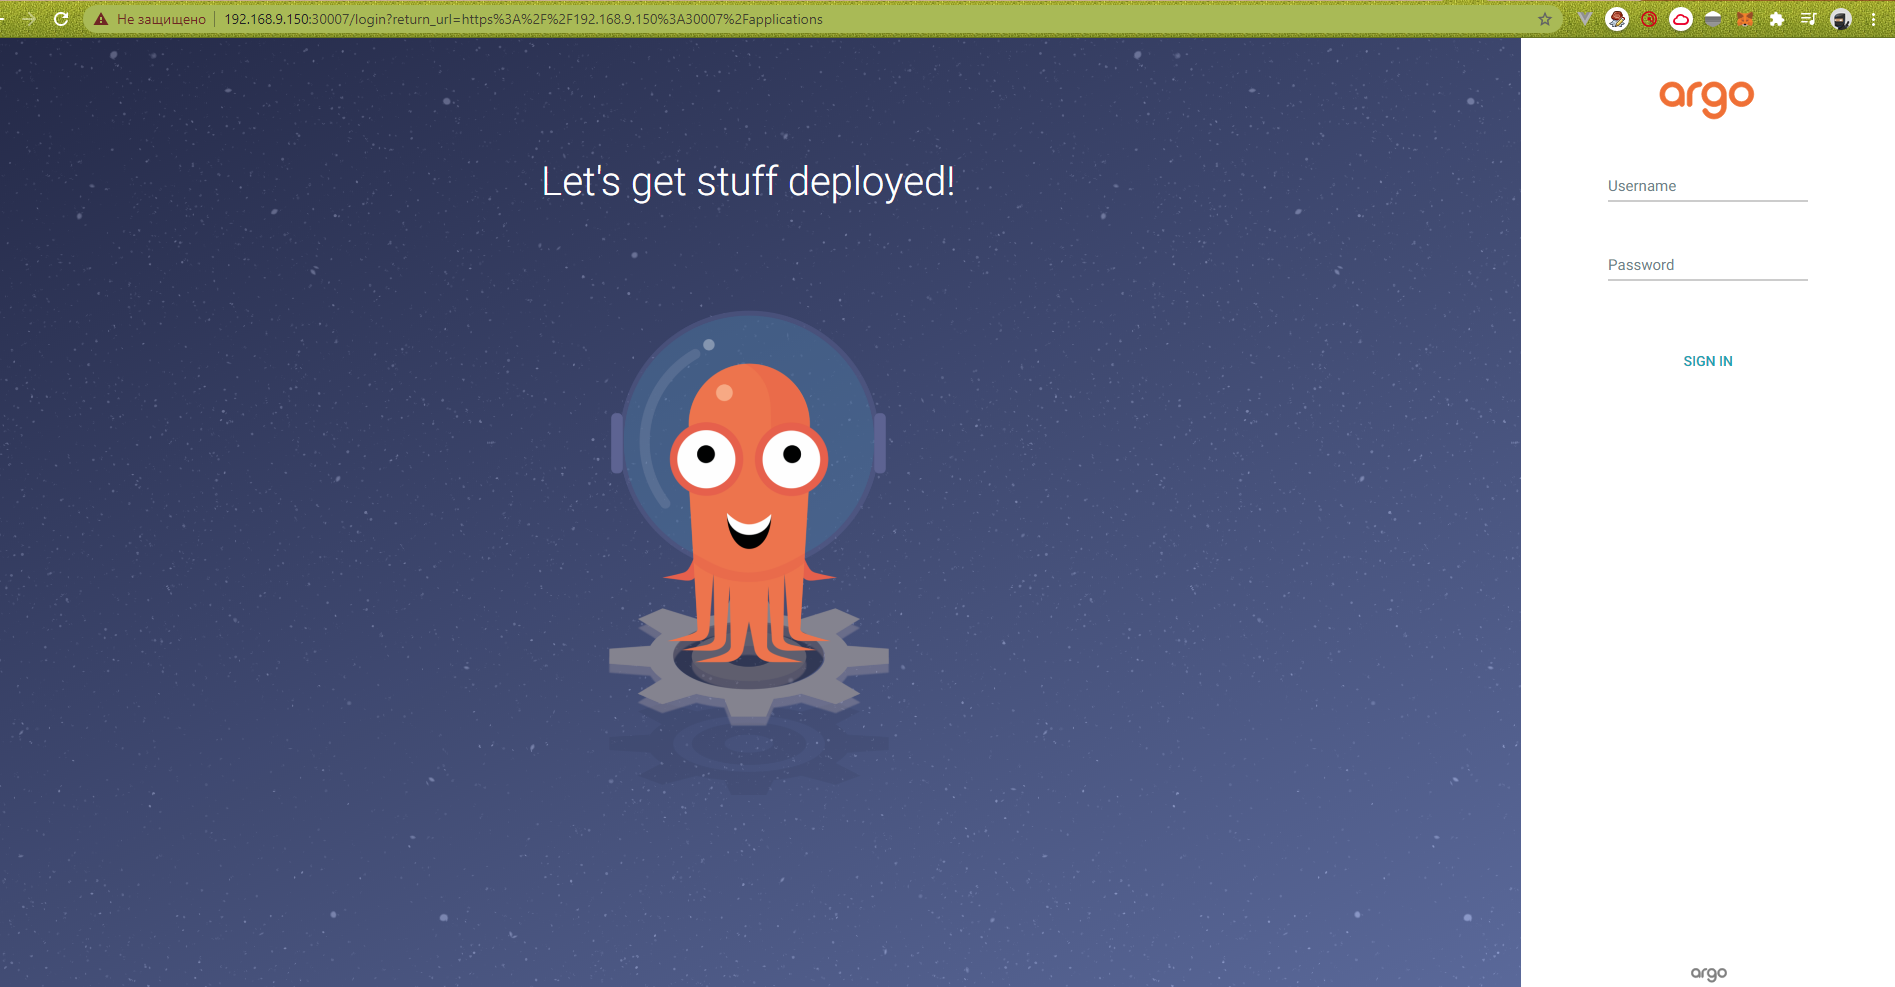 Не защищено
192.168.9.150:30007/login?return_url=https%3A%2F%2F192.168.9.150%3A30007%2Fapplications
argo
Let's get stuff deployed!
Username
Password
SIGN IN
argo